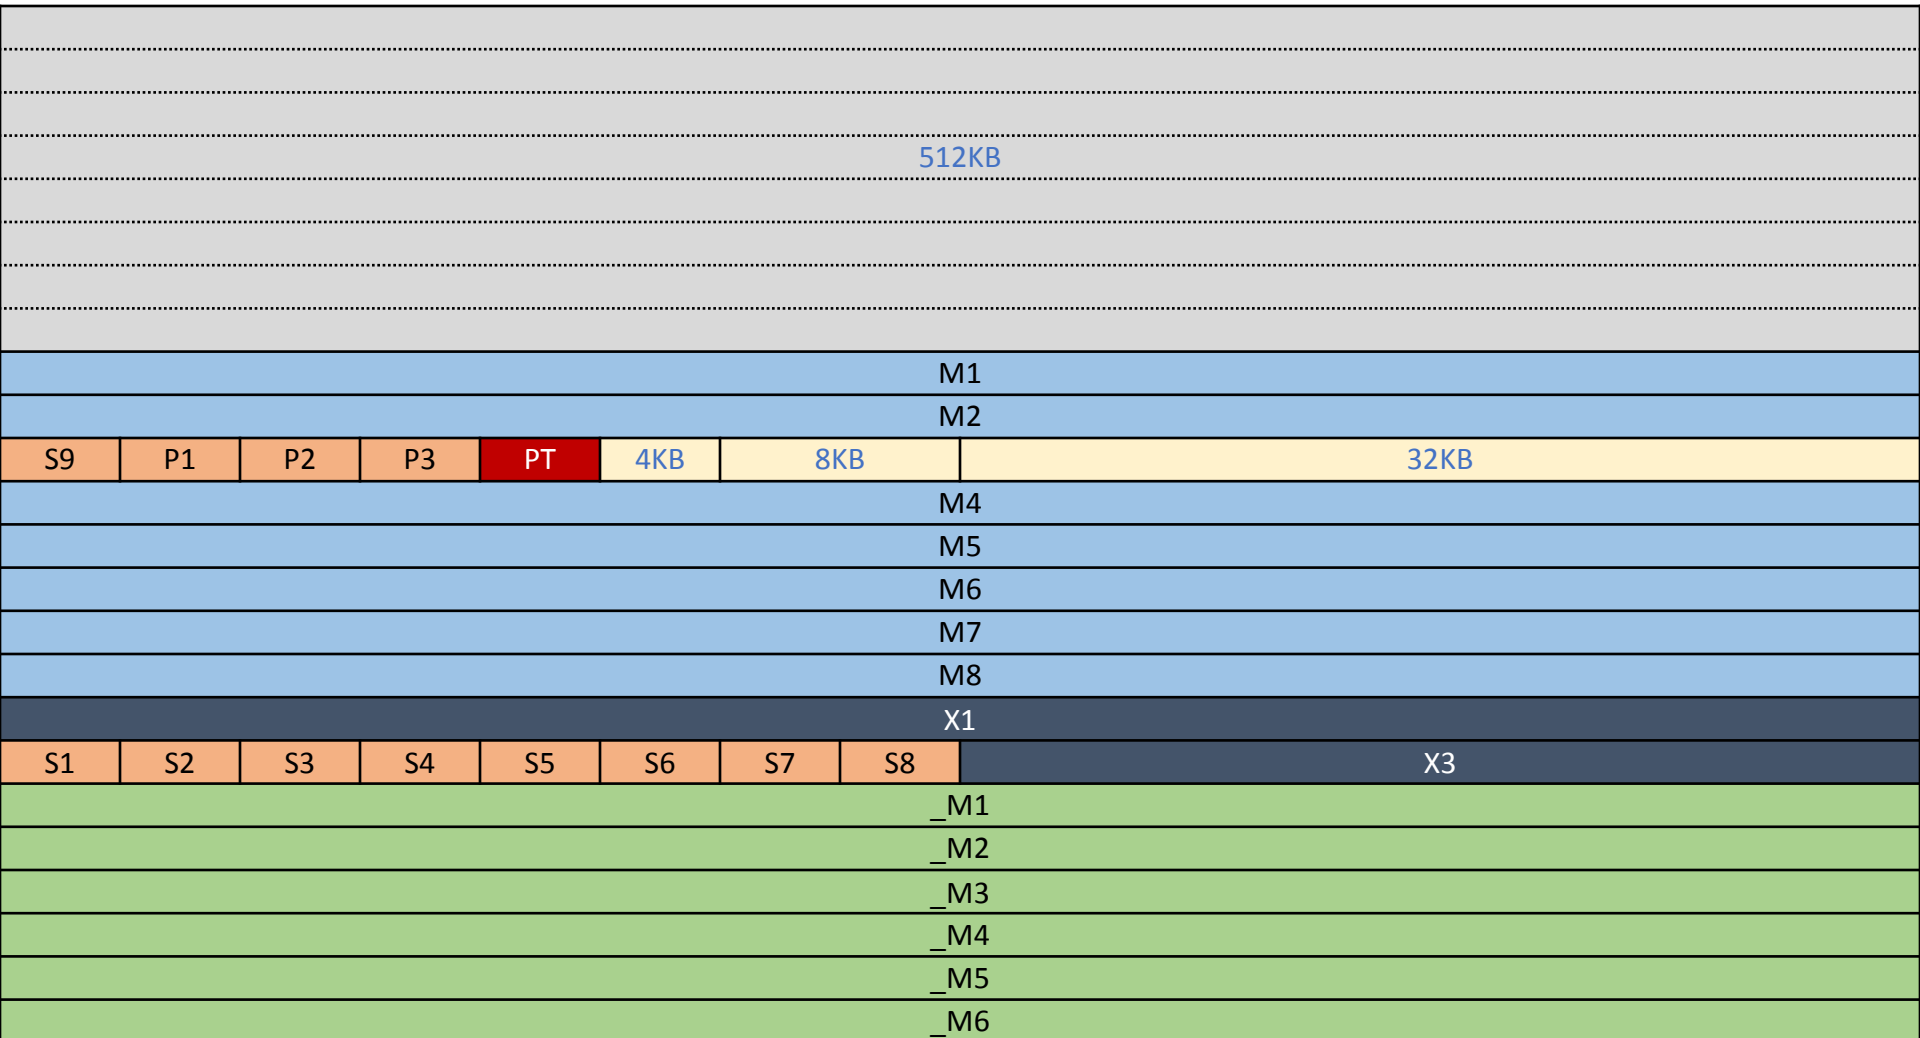 512KB
M1
M2
S9 P1 P2 P3 PT 4KB 8KB 32KB
M4
M5
M6
M7
M8
X1
S1 S2 S3 S4 S5 S6 S7 S8 X3
_M1
_M2
_M3
_M4
_M5
_M6